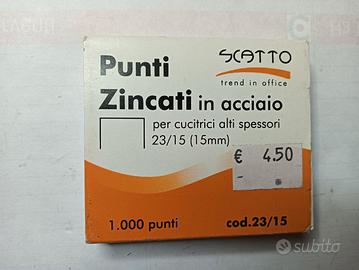 Punti
Zincati in acciaio
SCATTO
trend in office
per cucitrici alti spessori
23/15 (15mm)
€ 4.50
1.000 punti
cod.23/15
subito